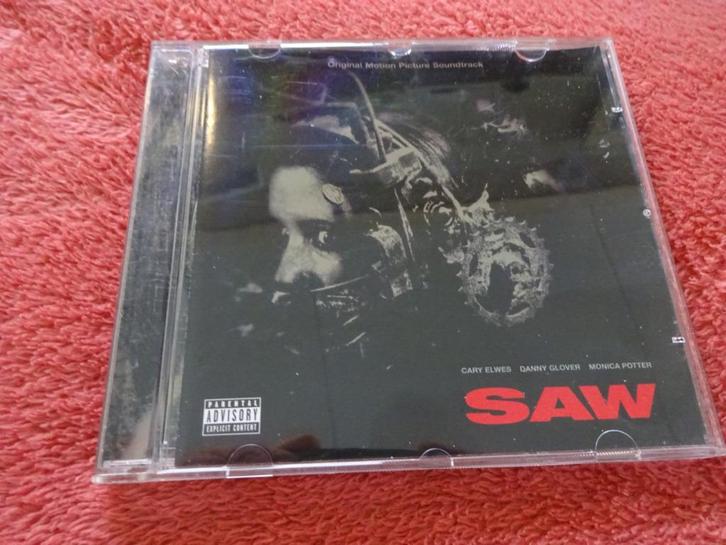 Original Motion Picture Soundtrack
CARY ELWES DANNY GLOVER MONICA POTTER
SAW
PARENTAL
ADVISORY
EXPLICIT CONTENT